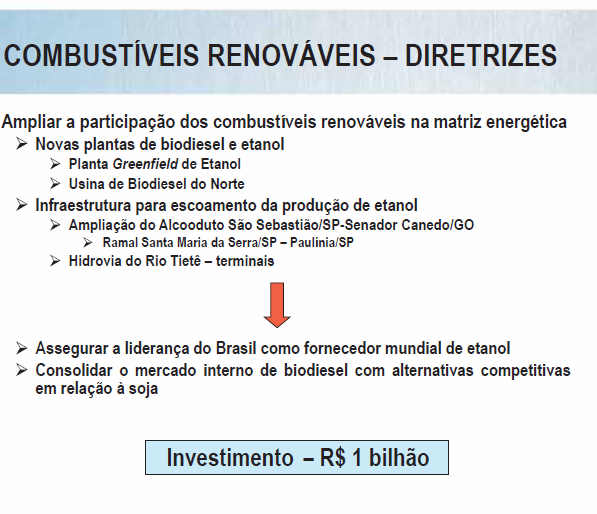 COMBUSTÍVEIS RENOVÁVEIS – DIRETRIZES
Ampliar a participação dos combustíveis renováveis na matriz energética
➢ Novas plantas de biodiesel e etanol
➢ Planta Greenfield de Etanol
➢ Usina de Biodiesel do Norte
➢ Infraestrutura para escoamento da produção de etanol
➢ Ampliação do Alcooduto São Sebastião/SP-Senador Canedo/GO
➢ Ramal Santa Maria da Serra/SP – Paulínia/SP
➢ Hidrovia do Rio Tietê – terminais
➢ Assegurar a liderança do Brasil como fornecedor mundial de etanol
➢ Consolidar o mercado interno de biodiesel com alternativas competitivas
em relação à soja
Investimento – R$ 1 bilhão